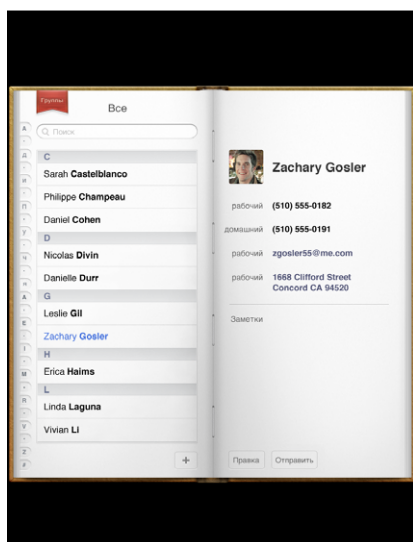 Группы
Все
Поиск
C
Sarah Castelblanco
Philippe Champeau
Daniel Cohen
D
Nicolas Divin
Danielle Durr
G
Leslie Gil
Zachary Gosler
H
Erica Haims
L
Linda Laguna
Vivian Li
+
А
Д
И
П
У
Ч
Н
A
E
I
M
R
V
Z
#
Zachary Gosler
рабочий (510) 555-0182
домашний (510) 555-0191
рабочий zgosler55@me.com
рабочий 1668 Clifford Street
Concord CA 94520
Заметки
Правка Отправить